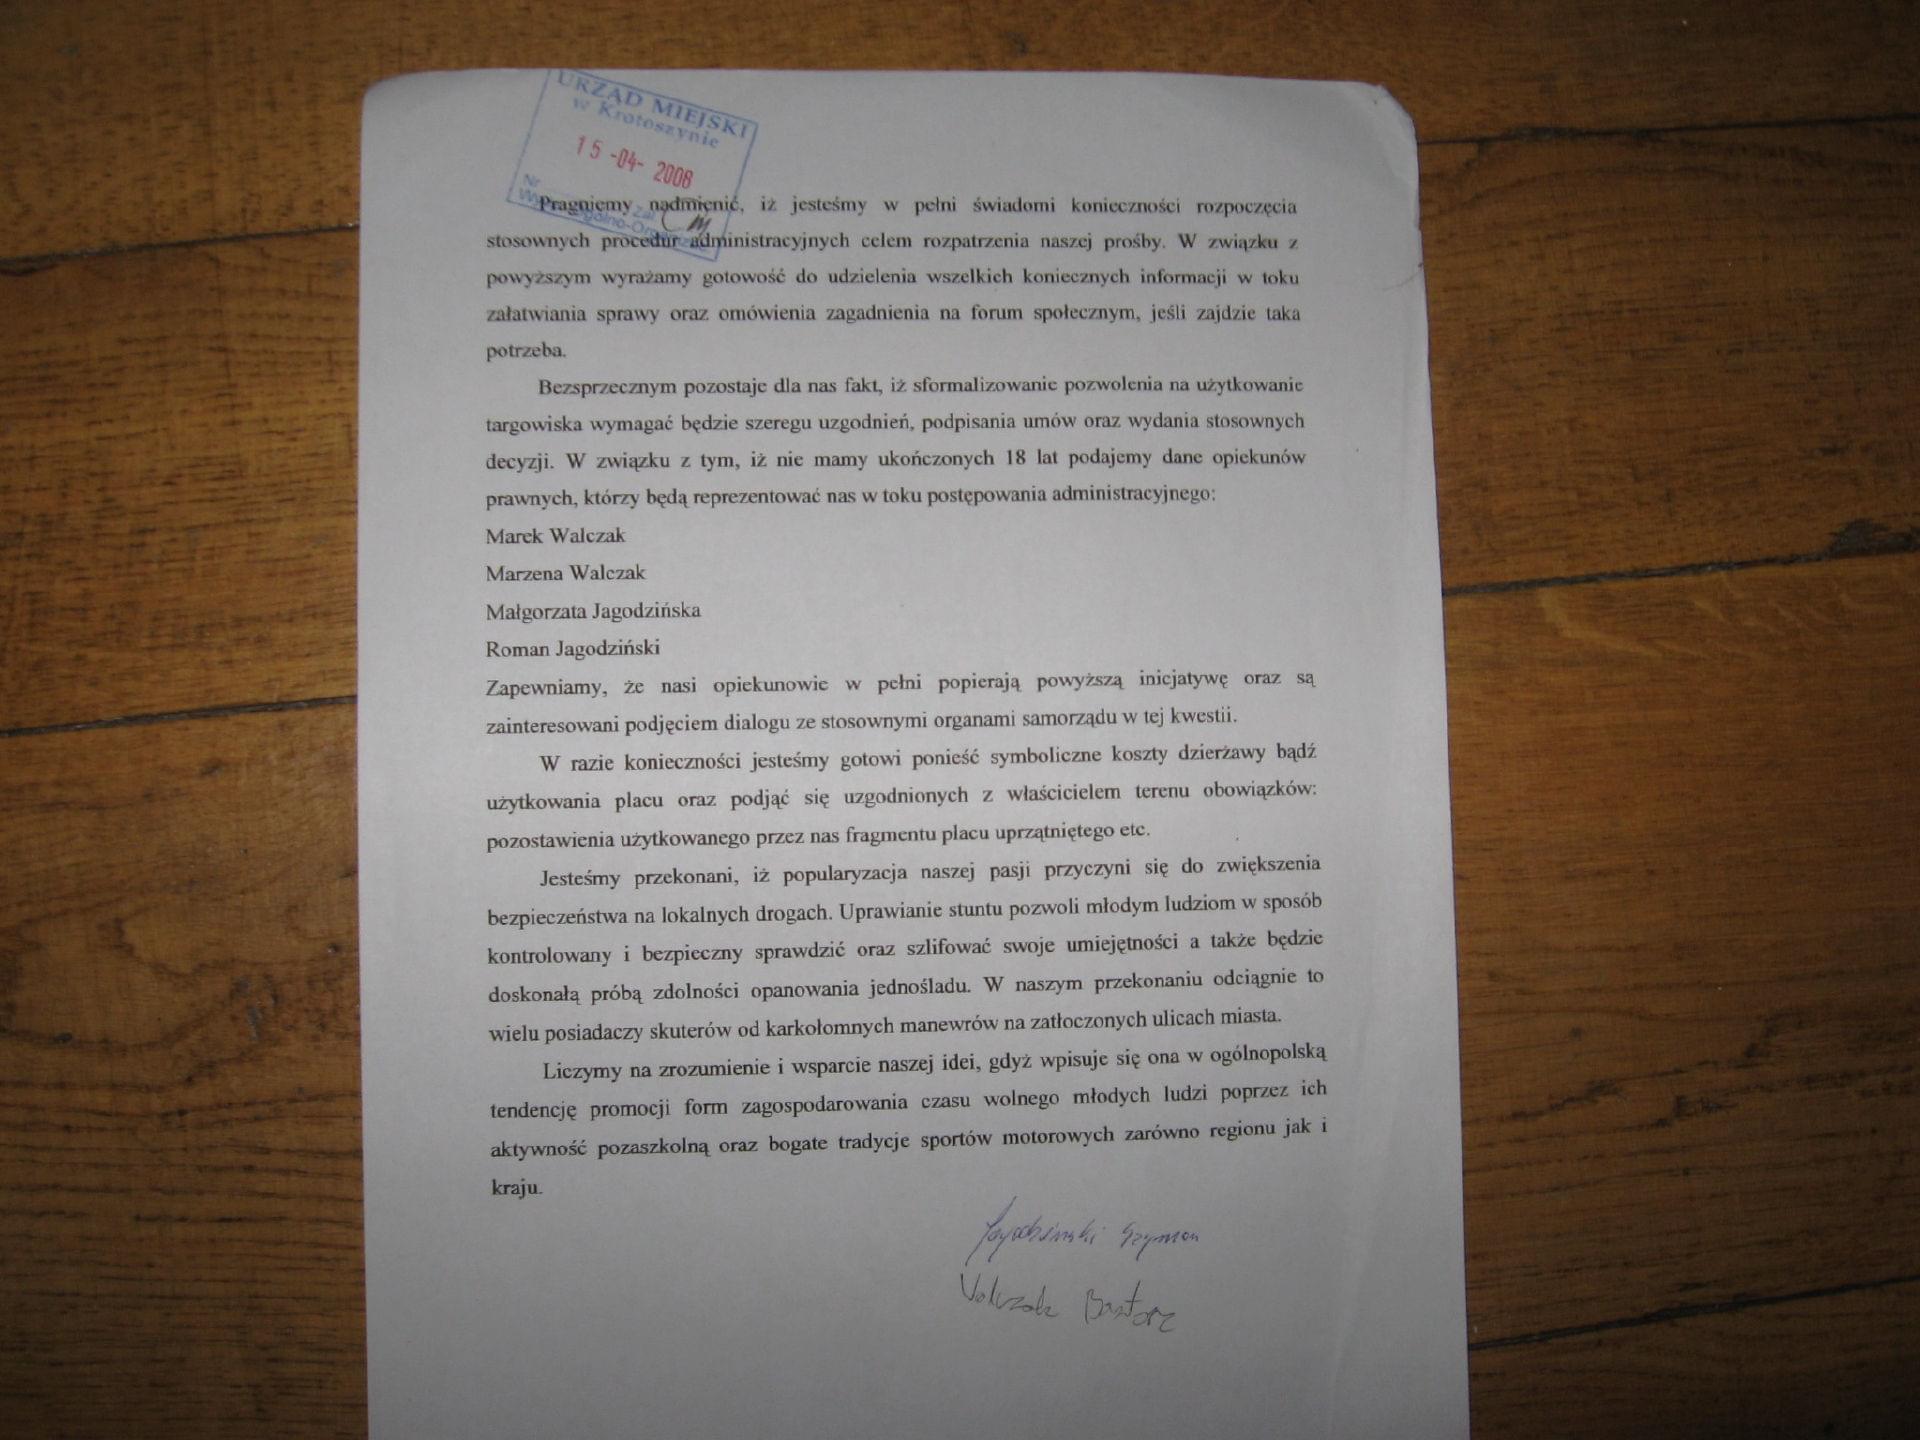 URZĄD MIEJSKI
w Krotoszynie
15 -04- 2008
Nr
Zał.
Pragniemy nadmienić, iż jesteśmy w pełni świadomi konieczności rozpoczęcia
stosownych procedur administracyjnych celem rozpatrzenia naszej prośby. W związku z
powyższym wyrażamy gotowość do udzielenia wszelkich koniecznych informacji w toku
załatwiania sprawy oraz omówienia zagadnienia na forum społecznym, jeśli zajdzie taka
potrzeba.
Bezsprzecznym pozostaje dla nas fakt, iż sformalizowanie pozwolenia na użytkowanie
targowiska wymagać będzie szeregu uzgodnień, podpisania umów oraz wydania stosownych
decyzji. W związku z tym, iż nie mamy ukończonych 18 lat podajemy dane opiekunów
prawnych, którzy będą reprezentować nas w toku postępowania administracyjnego:
Marek Walczak
Marzena Walczak
Małgorzata Jagodzińska
Roman Jagodziński
Zapewniamy, że nasi opiekunowie w pełni popierają powyższą inicjatywę oraz są
zainteresowani podjęciem dialogu ze stosownymi organami samorządu w tej kwestii.
W razie konieczności jesteśmy gotowi ponieść symboliczne koszty dzierżawy bądź
użytkowania placu oraz podjąć się uzgodnionych z właścicielem terenu obowiązków:
pozostawienia użytkowanego przez nas fragmentu placu uprzątniętego etc.
Jesteśmy przekonani, iż popularyzacja naszej pasji przyczyni się do zwiększenia
bezpieczeństwa na lokalnych drogach. Uprawianie stuntu pozwoli młodym ludziom w sposób
kontrolowany i bezpieczny sprawdzić oraz szlifować swoje umiejętności a także będzie
doskonałą próbą zdolności opanowania jednośladu. W naszym przekonaniu odciągnie to
wielu posiadaczy skuterów od karkołomnych manewrów na zatłoczonych ulicach miasta.
Liczymy na zrozumienie i wsparcie naszej idei, gdyż wpisuje się ona w ogólnopolską
tendencję promocji form zagospodarowania czasu wolnego młodych ludzi poprzez ich
aktywność pozaszkolną oraz bogate tradycje sportów motorowych zarówno regionu jak i
kraju.
Jagodziński Szymon
Walczak Bartosz